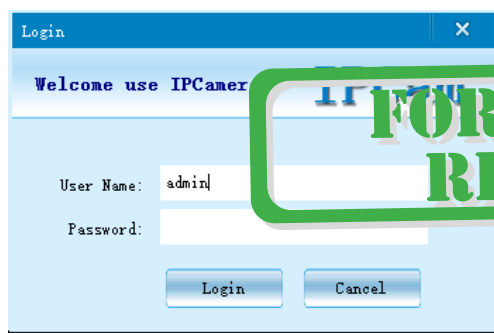 Login
Welcome use IPCamer
FOR
User Name: admin
Password:
Login Cancel